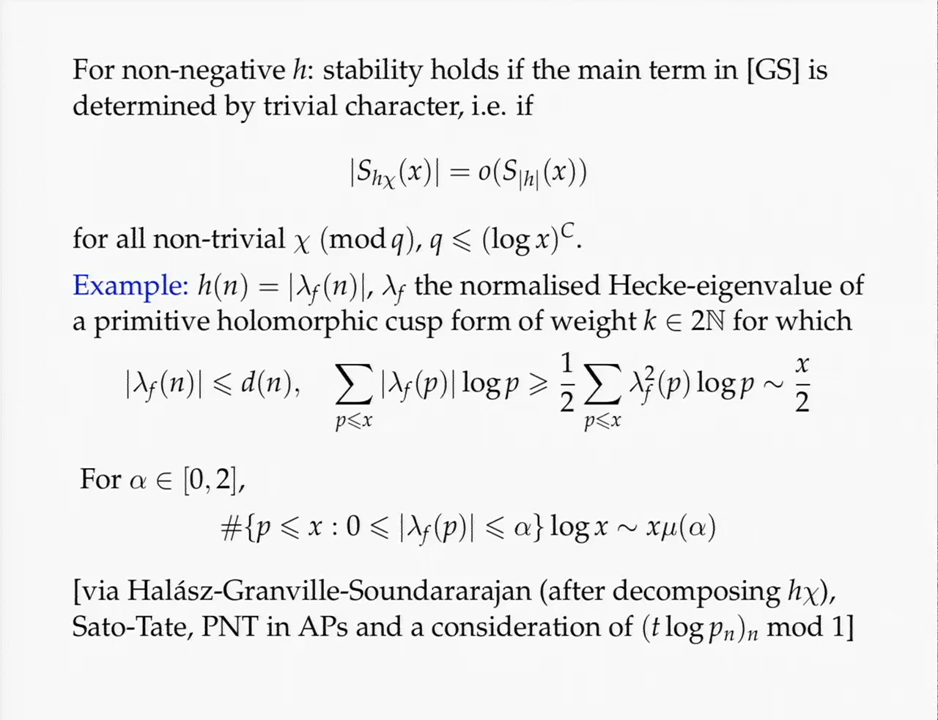 For non-negative h: stability holds if the main term in [GS] is
determined by trivial character, i.e. if
|S_{hχ}(x)| = o(S_{|h|}(x))
for all non-trivial χ (mod q), q ⩽ (log x)^C.
Example: h(n) = |λ_f(n)|, λ_f the normalised Hecke-eigenvalue of
a primitive holomorphic cusp form of weight k ∈ 2ℕ for which
|λ_f(n)| ⩽ d(n), ∑_{p⩽x} |λ_f(p)| log p ⩾ 1/2 ∑_{p⩽x} λ_f^2(p) log p ∼ x/2
For α ∈ [0, 2],
#{p ⩽ x : 0 ⩽ |λ_f(p)| ⩽ α} log x ∼ xμ(α)
[via Halász-Granville-Soundararajan (after decomposing hχ),
Sato-Tate, PNT in APs and a consideration of (t log p_n)_n mod 1]